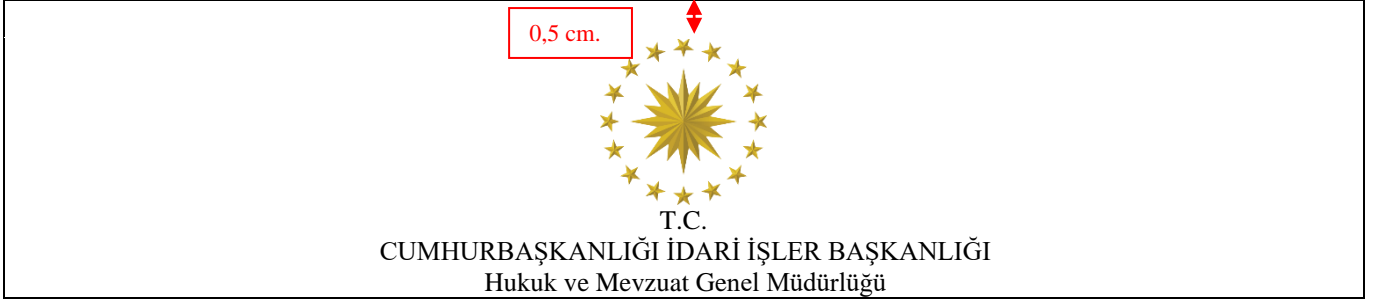 0,5 cm.
T.C.
CUMHURBAŞKANLIĞI İDARİ İŞLER BAŞKANLIĞI
Hukuk ve Mevzuat Genel Müdürlüğü